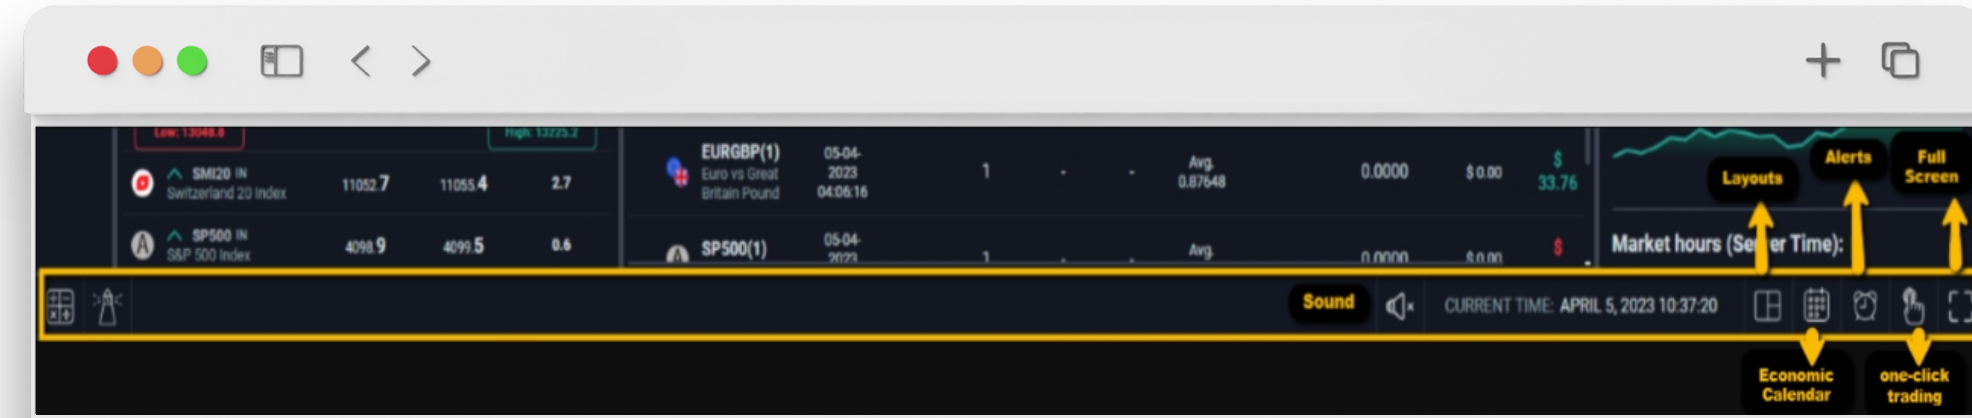 Low: 13048.8
High: 13225.2
SMI20 IN
Switzerland 20 Index
11052.7
11055.4
2.7
SP500 IN
S&P 500 Index
4098.9
4099.5
0.6
EURGBP(1)
Euro vs Great
Britain Pound
05-04-
2023
04:06:16
1
-
-
Avg.
0.87648
0.0000
$ 0.00
$
33.76
SP500(1)
05-04-
2023
1
-
-
Avg.
0.0000
$ 0.00
$
-
Layouts
Alerts
Full
Screen
Market hours (Server Time):
Sound
CURRENT TIME: APRIL 5, 2023 10:37:20
Economic
Calendar
one-click
trading